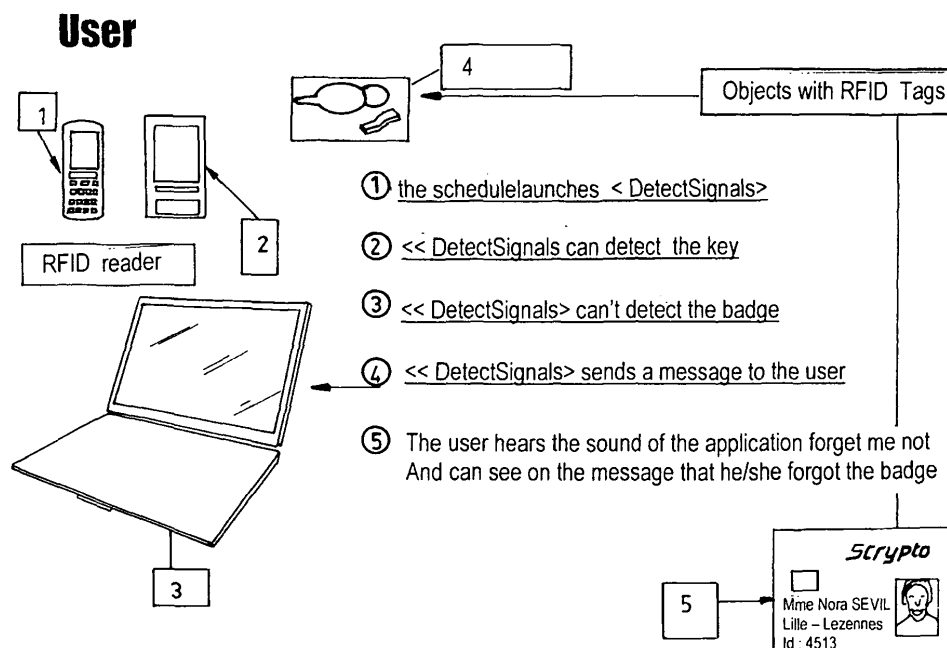 User
4
Objects with RFID Tags
1
① the schedulelaunches < DetectSignals>
② << DetectSignals can detect the key
2
RFID reader
③ << DetectSignals> can't detect the badge
④ << DetectSignals> sends a message to the user
⑤ The user hears the sound of the application forget me not
And can see on the message that he/she forgot the badge
3
5
Scrypto
Mme Nora SEVIL
Lille – Lezennes
Id : 4513